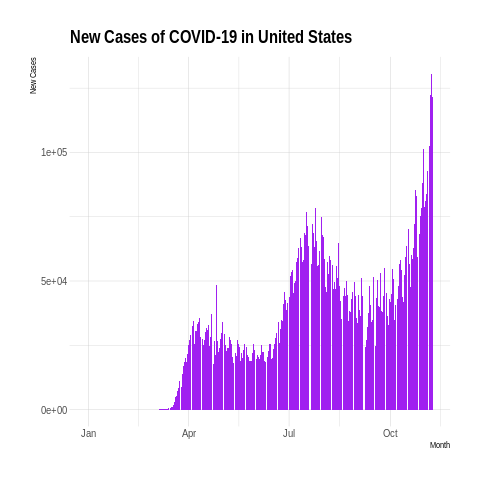 New Cases of COVID-19 in United States
New Cases
1e+05
5e+04
0e+00
Jan Apr Jul Oct
Month